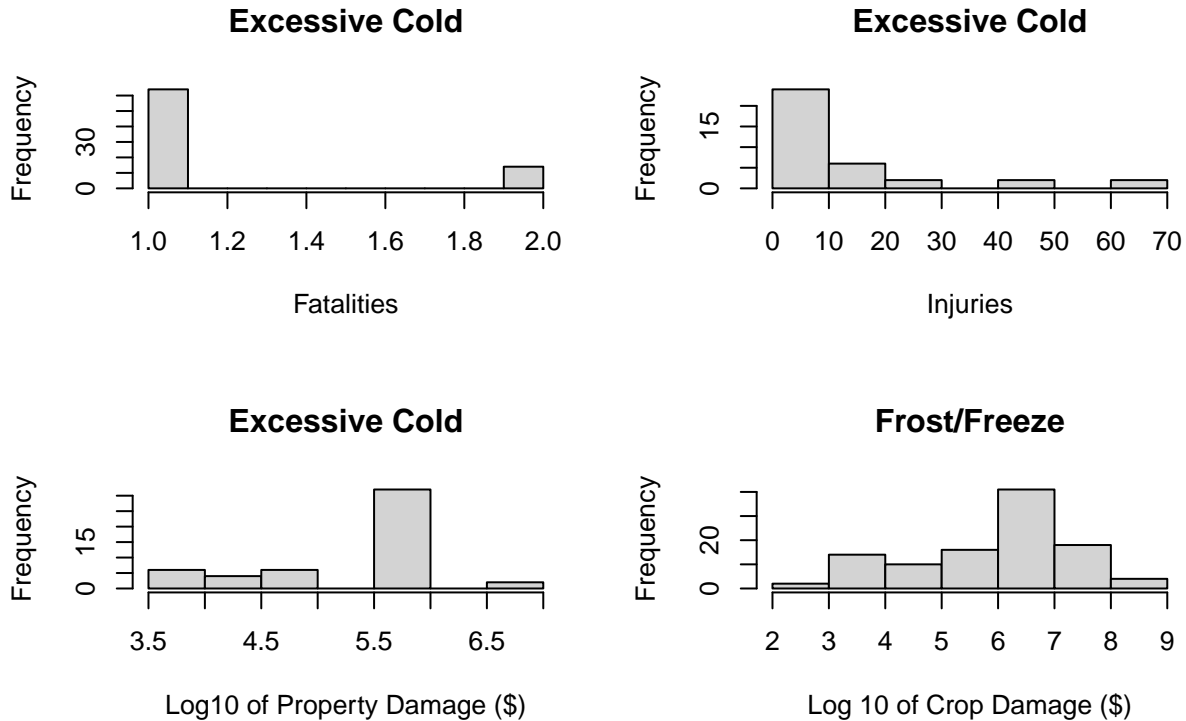 Excessive Cold
Frequency
30
0
1.0 1.2 1.4 1.6 1.8 2.0
Fatalities
Excessive Cold
Frequency
15
0
0 10 20 30 40 50 60 70
Injuries
Excessive Cold
Frequency
15
0
3.5 4.5 5.5 6.5
Log10 of Property Damage ($)
Frost/Freeze
Frequency
20
0
2 3 4 5 6 7 8 9
Log 10 of Crop Damage ($)